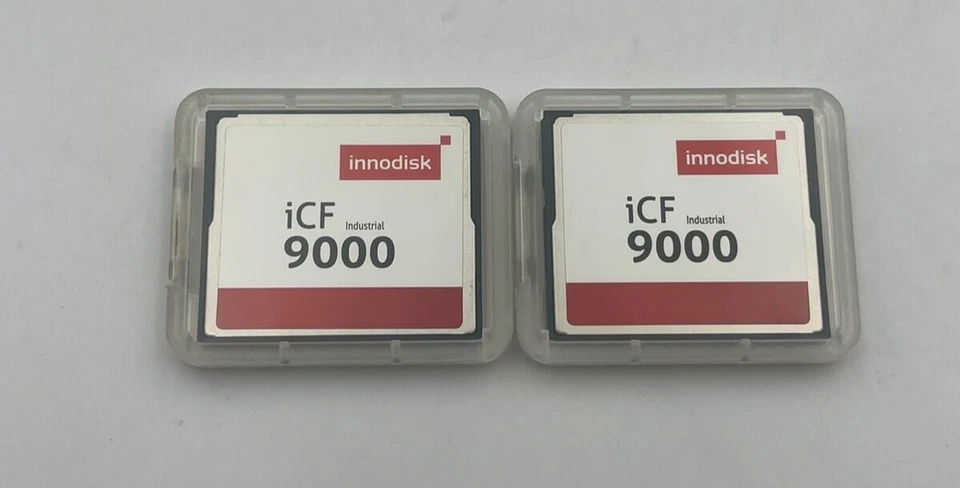 innodisk
iCF Industrial
9000
innodisk
iCF Industrial
9000